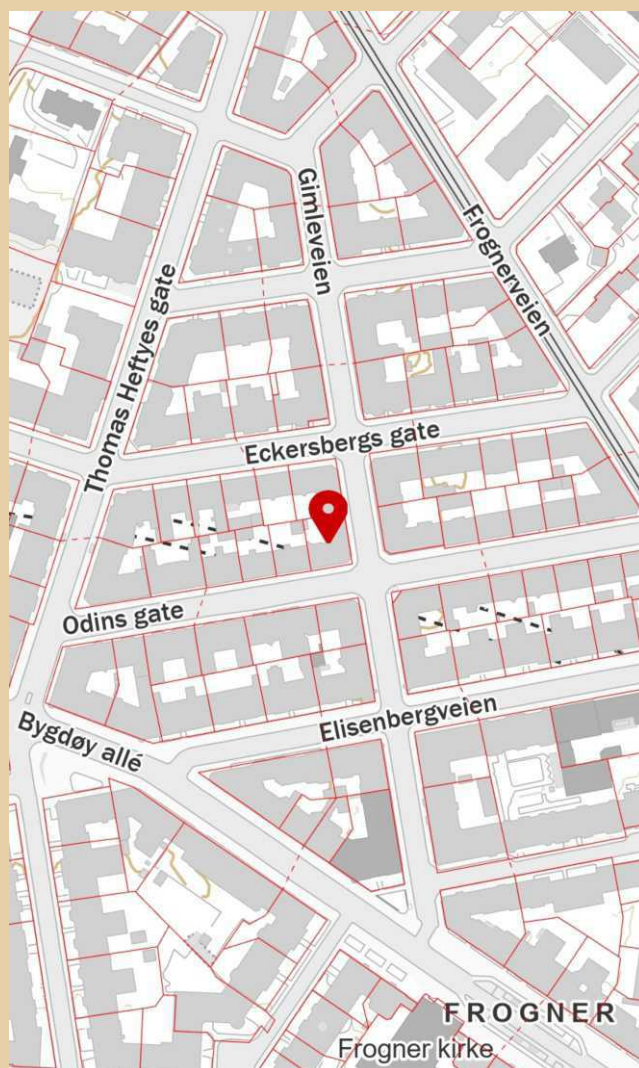 Gimleveien
Frognerveien
Thomas Heftyes gate
Eckersbergs gate
Odins gate
Elisenbergveien
Bygdøy allé
FROGNER
Frogner kirke